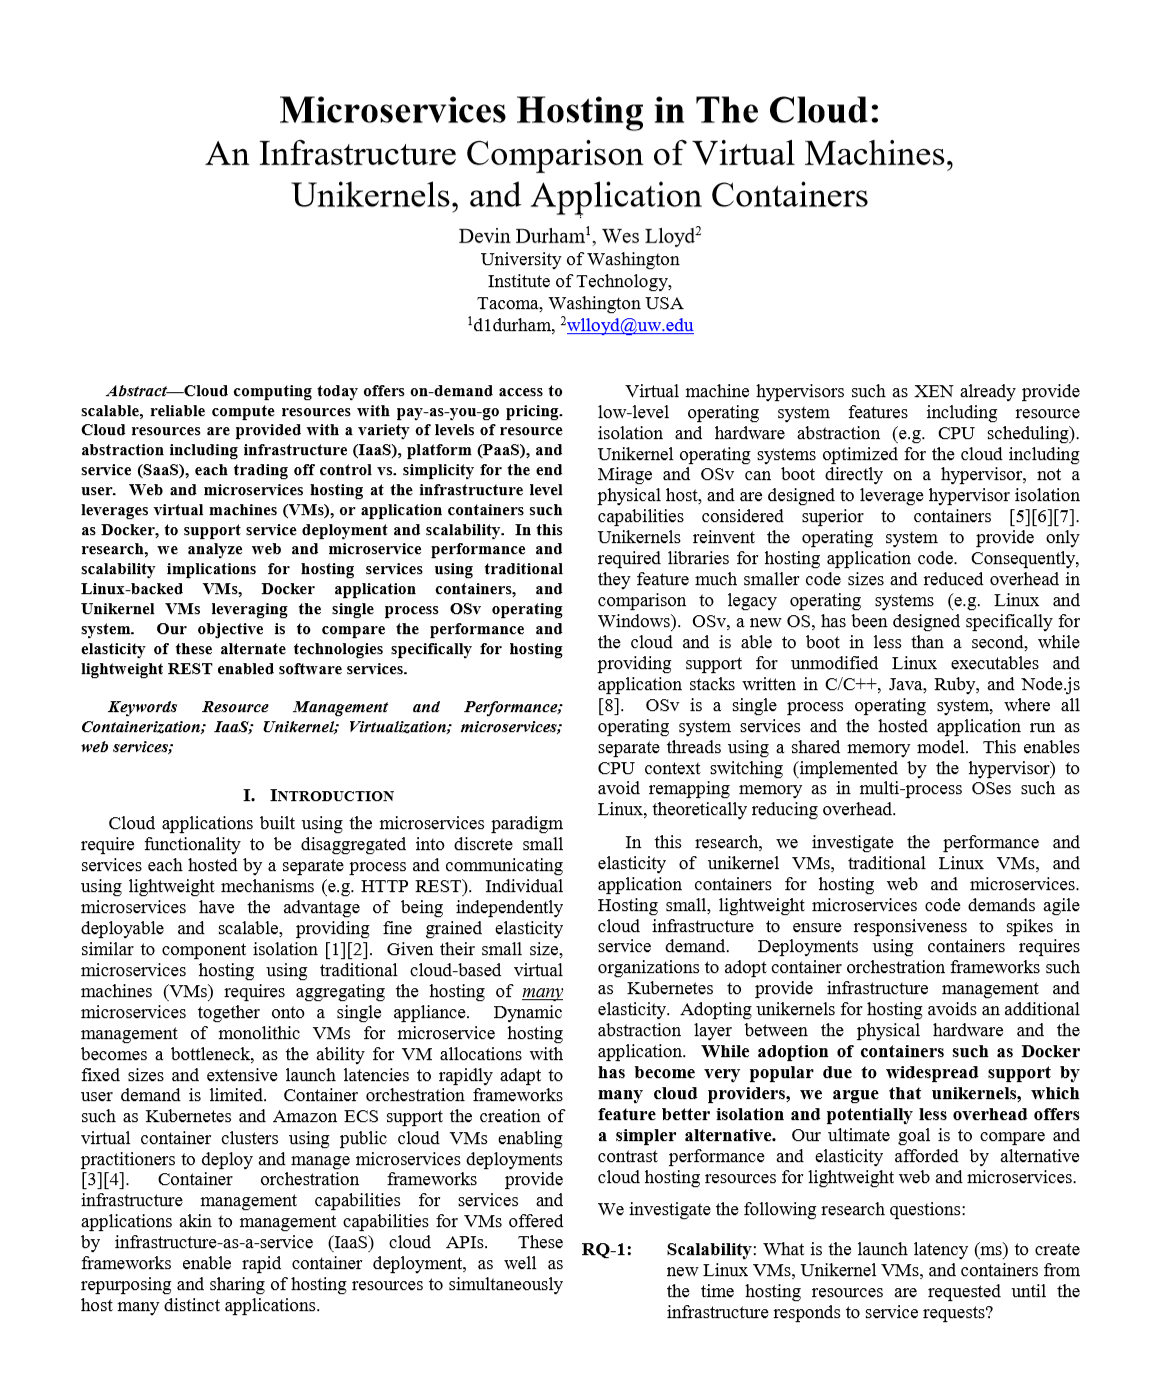 Microservices Hosting in The Cloud:
An Infrastructure Comparison of Virtual Machines,
Unikernels, and Application Containers
Devin Durham1, Wes Lloyd2
University of Washington
Institute of Technology,
Tacoma, Washington USA
1d1durham, 2wlloyd@uw.edu
Abstract—Cloud computing today offers on-demand access to
scalable, reliable compute resources with pay-as-you-go pricing.
Cloud resources are provided with a variety of levels of resource
abstraction including infrastructure (IaaS), platform (PaaS), and
service (SaaS), each trading off control vs. simplicity for the end
user. Web and microservices hosting at the infrastructure level
leverages virtual machines (VMs), or application containers such
as Docker, to support service deployment and scalability. In this
research, we analyze web and microservice performance and
scalability implications for hosting services using traditional
Linux-backed VMs, Docker application containers, and
Unikernel VMs leveraging the single process OSv operating
system. Our objective is to compare the performance and
elasticity of these alternate technologies specifically for hosting
lightweight REST enabled software services.
Keywords Resource Management and Performance;
Containerization; IaaS; Unikernel; Virtualization; microservices;
web services;
I. INTRODUCTION
Cloud applications built using the microservices paradigm
require functionality to be disaggregated into discrete small
services each hosted by a separate process and communicating
using lightweight mechanisms (e.g. HTTP REST). Individual
microservices have the advantage of being independently
deployable and scalable, providing fine grained elasticity
similar to component isolation [1][2]. Given their small size,
microservices hosting using traditional cloud-based virtual
machines (VMs) requires aggregating the hosting of many
microservices together onto a single appliance. Dynamic
management of monolithic VMs for microservice hosting
becomes a bottleneck, as the ability for VM allocations with
fixed sizes and extensive launch latencies to rapidly adapt to
user demand is limited. Container orchestration frameworks
such as Kubernetes and Amazon ECS support the creation of
virtual container clusters using public cloud VMs enabling
practitioners to deploy and manage microservices deployments
[3][4]. Container orchestration frameworks provide
infrastructure management capabilities for services and
applications akin to management capabilities for VMs offered
by infrastructure-as-a-service (IaaS) cloud APIs. These
frameworks enable rapid container deployment, as well as
repurposing and sharing of hosting resources to simultaneously
host many distinct applications.
Virtual machine hypervisors such as XEN already provide
low-level operating system features including resource
isolation and hardware abstraction (e.g. CPU scheduling).
Unikernel operating systems optimized for the cloud including
Mirage and OSv can boot directly on a hypervisor, not a
physical host, and are designed to leverage hypervisor isolation
capabilities considered superior to containers [5][6][7].
Unikernels reinvent the operating system to provide only
required libraries for hosting application code. Consequently,
they feature much smaller code sizes and reduced overhead in
comparison to legacy operating systems (e.g. Linux and
Windows). OSv, a new OS, has been designed specifically for
the cloud and is able to boot in less than a second, while
providing support for unmodified Linux executables and
application stacks written in C/C++, Java, Ruby, and Node.js
[8]. OSv is a single process operating system, where all
operating system services and the hosted application run as
separate threads using a shared memory model. This enables
CPU context switching (implemented by the hypervisor) to
avoid remapping memory as in multi-process OSes such as
Linux, theoretically reducing overhead.
In this research, we investigate the performance and
elasticity of unikernel VMs, traditional Linux VMs, and
application containers for hosting web and microservices.
Hosting small, lightweight microservices code demands agile
cloud infrastructure to ensure responsiveness to spikes in
service demand. Deployments using containers requires
organizations to adopt container orchestration frameworks such
as Kubernetes to provide infrastructure management and
elasticity. Adopting unikernels for hosting avoids an additional
abstraction layer between the physical hardware and the
application. While adoption of containers such as Docker
has become very popular due to widespread support by
many cloud providers, we argue that unikernels, which
feature better isolation and potentially less overhead offers
a simpler alternative. Our ultimate goal is to compare and
contrast performance and elasticity afforded by alternative
cloud hosting resources for lightweight web and microservices.
We investigate the following research questions:
RQ-1: Scalability: What is the launch latency (ms) to create
new Linux VMs, Unikernel VMs, and containers from
the time hosting resources are requested until the
infrastructure responds to service requests?